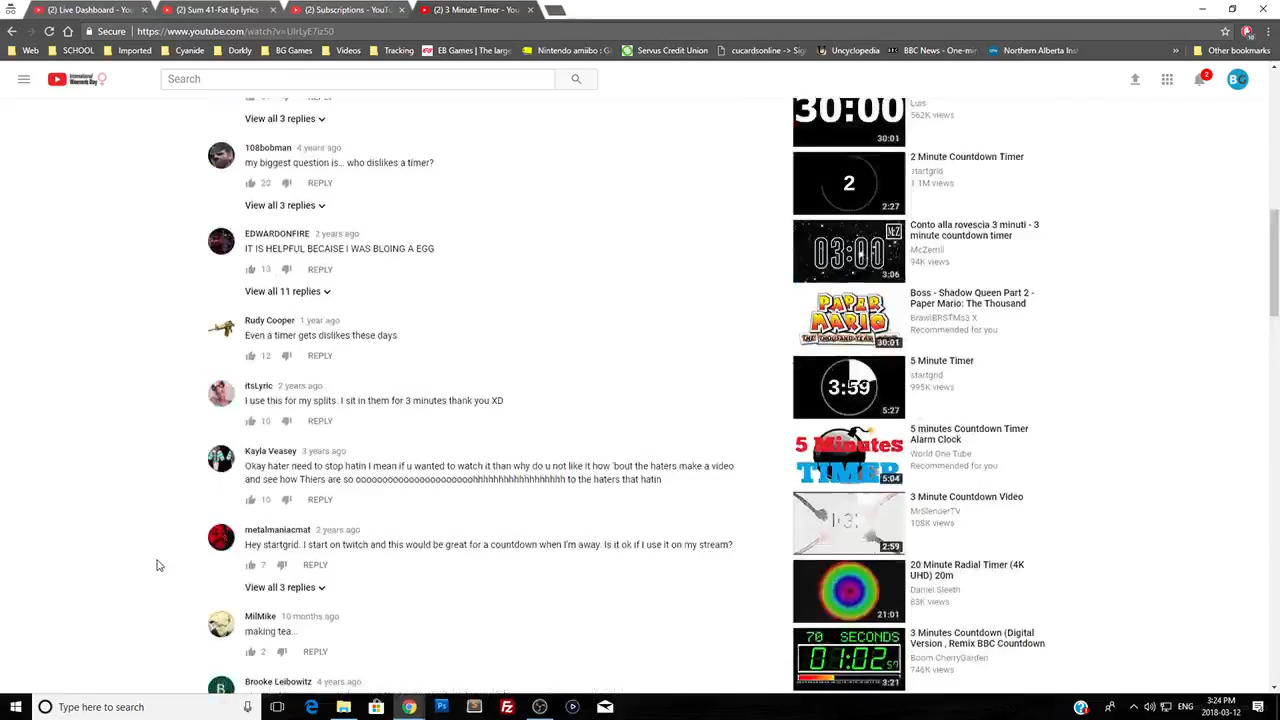 (2) Live Dashboard - Yo
(2) Sum 41-Fat lip lyrics -
(2) Subscriptions - YouTu
(2) 3 Minute Timer - You
Secure
https://www.youtube.com/watch?v=UlrLyE7iz50
Web
SCHOOL
Imported
Cyanide
Dorkly
BG Games
Videos
Tracking
EB Games | The large
Nintendo amiibo | G
Servus Credit Union
cucardsonline -> Sig
Uncyclopedia
BBC News - One-min
Northern Alberta Ins
Other bookmarks
International
Women's Day
Search
2
BG
REPLY
View all 3 replies
108bobman 4 years ago
my biggest question is... who dislikes a timer?
20 REPLY
View all 3 replies
EDWARDONFIRE 2 years ago
IT IS HELPFUL BECAISE I WAS BLOING A EGG
13 REPLY
View all 11 replies
Rudy Cooper 1 year ago
Even a timer gets dislikes these days
12 REPLY
itsLyric 2 years ago
I use this for my splits. I sit in them for 3 minutes thank you XD
10 REPLY
Kayla Veasey 3 years ago
Okay hater need to stop hatin I mean if u wanted to watch it than why do u not like it how 'bout the haters make a video
and see how Thiers are so to the haters that hatin
10 REPLY
metalmaniacmat 2 years ago
Hey startgrid. I start on twitch and this would be great for a countdown when I'm away. Is it ok if I use it on my stream?
7 REPLY
View all 3 replies
MilMike 10 months ago
making tea...
2 REPLY
B
Brooke Leibowitz 4 years ago
30:00
30:01
Luis
562K views
2
2:27
2 Minute Countdown Timer
startgrid
1.1M views
03:00
McZ
3:06
Conto alla rovescia 3 minuti - 3
minute countdown timer
McZerrill
94K views
PAPER
MARIO
THE THOUSAND-YEAR
30:01
Boss - Shadow Queen Part 2 -
Paper Mario: The Thousand
BrawlBRSTMs3 X
Recommended for you
3:59
5:27
5 Minute Timer
startgrid
995K views
5 Minutes
TIMER
5:04
5 minutes Countdown Timer
Alarm Clock
World One Tube
Recommended for you
2:59
3 Minute Countdown Video
MrSlenderTV
108K views
21:01
20 Minute Radial Timer (4K
UHD) 20m
Daniel Sleeth
83K views
70 SECONDS
01:02
3:21
3 Minutes Countdown (Digital
Version , Remix BBC Countdown
Boom CherryGarden
746K views
Type here to search
ENG
3:24 PM
2018-03-12